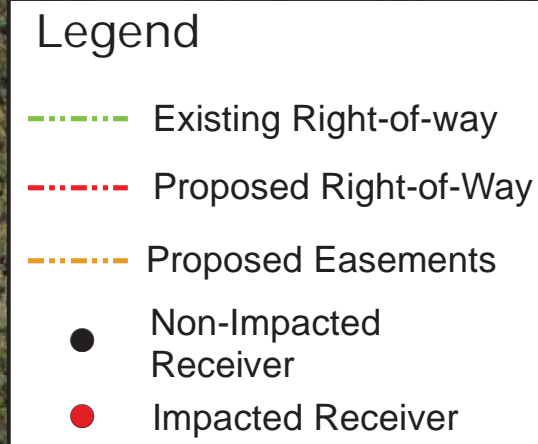 Legend
Existing Right-of-way
Proposed Right-of-Way
Proposed Easements
Non-Impacted
Receiver
Impacted Receiver